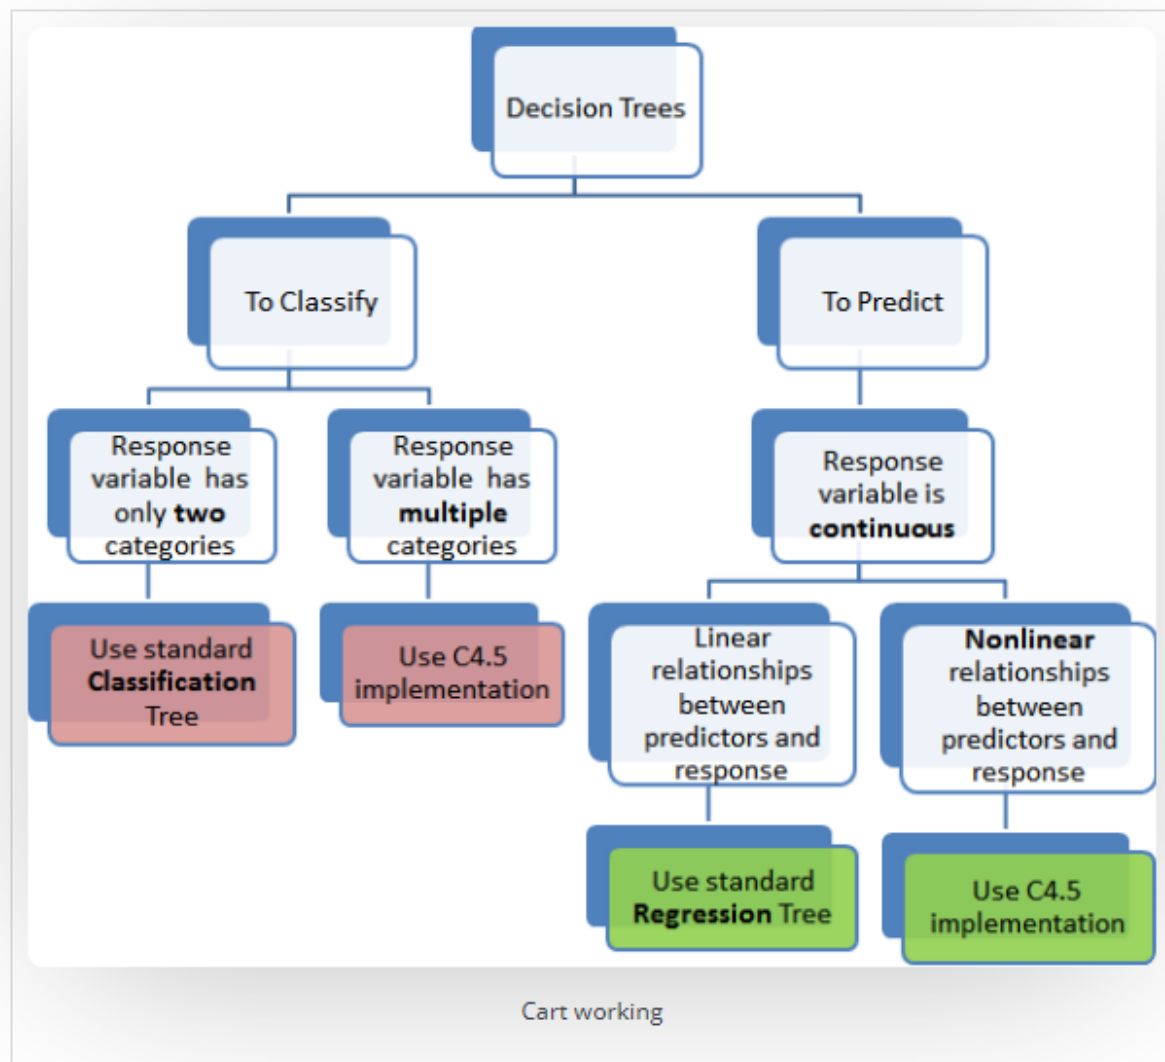 Decision Trees
To Classify
To Predict
Response
variable has
only two
categories
Response
variable has
multiple
categories
Response
variable is
continuous
Use standard
Classification
Tree
Use C4.5
implementation
Linear
relationships
between
predictors and
response
Nonlinear
relationships
between
predictors and
response
Use standard
Regression Tree
Use C4.5
implementation
Cart working